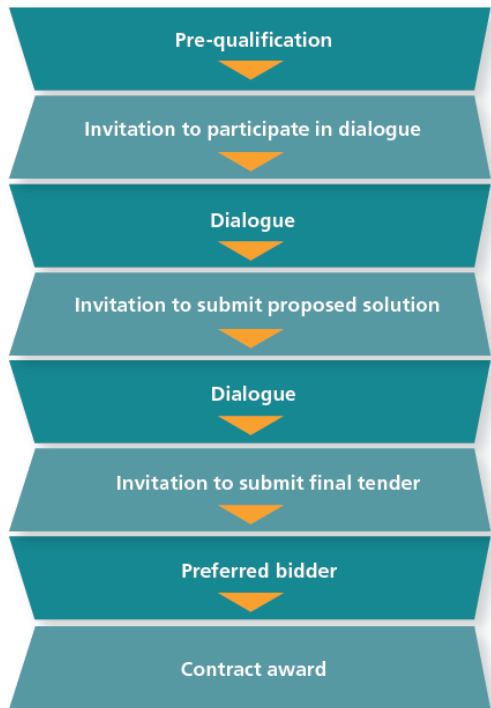 Pre-qualification
Invitation to participate in dialogue
Dialogue
Invitation to submit proposed solution
Dialogue
Invitation to submit final tender
Preferred bidder
Contract award